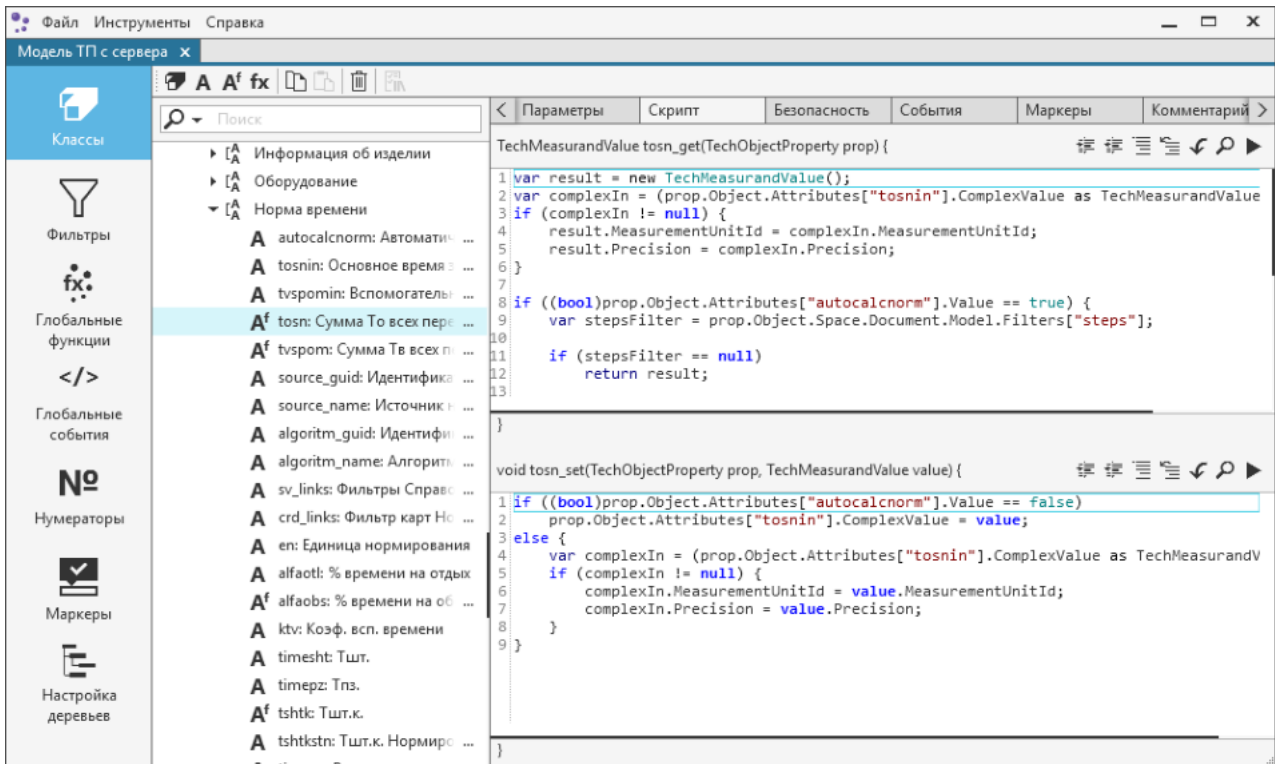 Файл Инструменты Справка
Модель ТП с сервера
Классы
Фильтры
Глобальные
функции
Глобальные
события
Нумераторы
Маркеры
Настройка
деревьев
Поиск
Информация об изделии
Оборудование
Норма времени
autocalcnorm: Автоматич ...
tosnin: Основное время з ...
tvspomin: Вспомогательн ...
tosn: Сумма То всех пере ...
tvspom: Сумма Тв всех п ...
source_guid: Идентифика ...
source_name: Источник н ...
algoritm_guid: Идентифи ...
algoritm_name: Алгоритм ...
sv_links: Фильтры Справо ...
crd_links: Фильтр карт Но ...
en: Единица нормирования
alfaotl: % времени на отдых
alfaobs: % времени на об ...
ktv: Коэф. всп. времени
timesht: Тшт.
timepz: Тпз.
tshtk: Тшт.к.
tshtkstn: Тшт.к. Нормиро ...
Параметры Скрипт Безопасность События Маркеры Комментарий
TechMeasurandValue tosn_get(TechObjectProperty prop) {
1 var result = new TechMeasurandValue();
2 var complexIn = (prop.Object.Attributes["tosnin"].ComplexValue as TechMeasurandValue
3 if (complexIn != null) {
4 result.MeasurementUnitId = complexIn.MeasurementUnitId;
5 result.Precision = complexIn.Precision;
6 }
7
8 if ((bool)prop.Object.Attributes["autocalcnorm"].Value == true) {
9 var stepsFilter = prop.Object.Space.Document.Model.Filters["steps"];
10
11 if (stepsFilter == null)
12 return result;
13
}
void tosn_set(TechObjectProperty prop, TechMeasurandValue value) {
1 if ((bool)prop.Object.Attributes["autocalcnorm"].Value == false)
2 prop.Object.Attributes["tosnin"].ComplexValue = value;
3 else {
4 var complexIn = (prop.Object.Attributes["tosnin"].ComplexValue as TechMeasurandV
5 if (complexIn != null) {
6 complexIn.MeasurementUnitId = value.MeasurementUnitId;
7 complexIn.Precision = value.Precision;
8 }
9 }
}